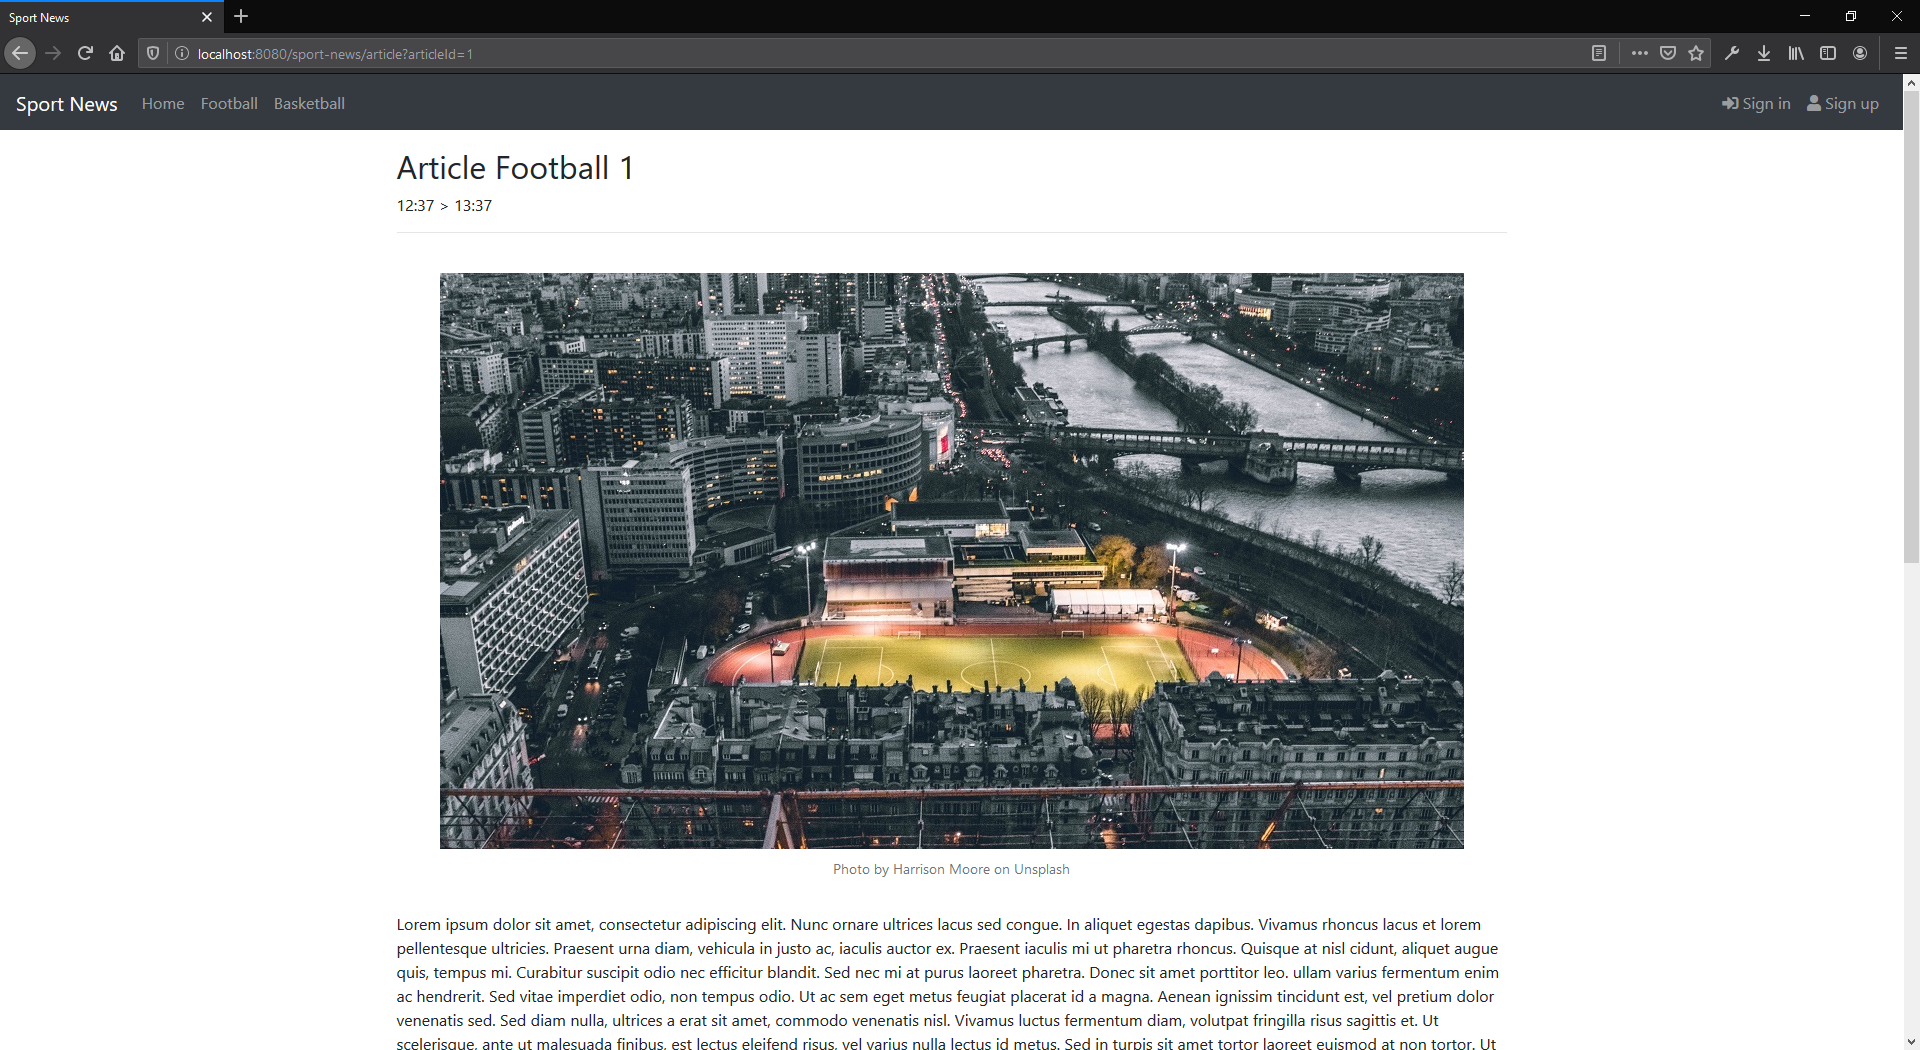 Sport News
localhost:8080/sport-news/article?articleId=1
Sport News Home Football Basketball Sign in Sign up
Article Football 1
12:37 > 13:37
Photo by Harrison Moore on Unsplash
Lorem ipsum dolor sit amet, consectetur adipiscing elit. Nunc ornare ultrices lacus sed congue. In aliquet egestas dapibus. Vivamus rhoncus lacus et lorem
pellentesque ultricies. Praesent urna diam, vehicula in justo ac, iaculis auctor ex. Praesent iaculis mi ut pharetra rhoncus. Quisque at nisl cidunt, aliquet augue
quis, tempus mi. Curabitur suscipit odio nec efficitur blandit. Sed nec mi at purus laoreet pharetra. Donec sit amet porttitor leo. ullam varius fermentum enim
ac hendrerit. Sed vitae imperdiet odio, non tempus odio. Ut ac sem eget metus feugiat placerat id a magna. Aenean ignissim tincidunt est, vel pretium dolor
venenatis sed. Sed diam nulla, ultrices a erat sit amet, commodo venenatis nisl. Vivamus luctus fermentum diam, volutpat fringilla risus sagittis et. Ut
scelerisque, ante ut malesuada finibus, est lectus eleifend risus, vel varius nulla lectus id metus. Sed in turpis sit amet tortor laoreet euismod at non tortor. Ut